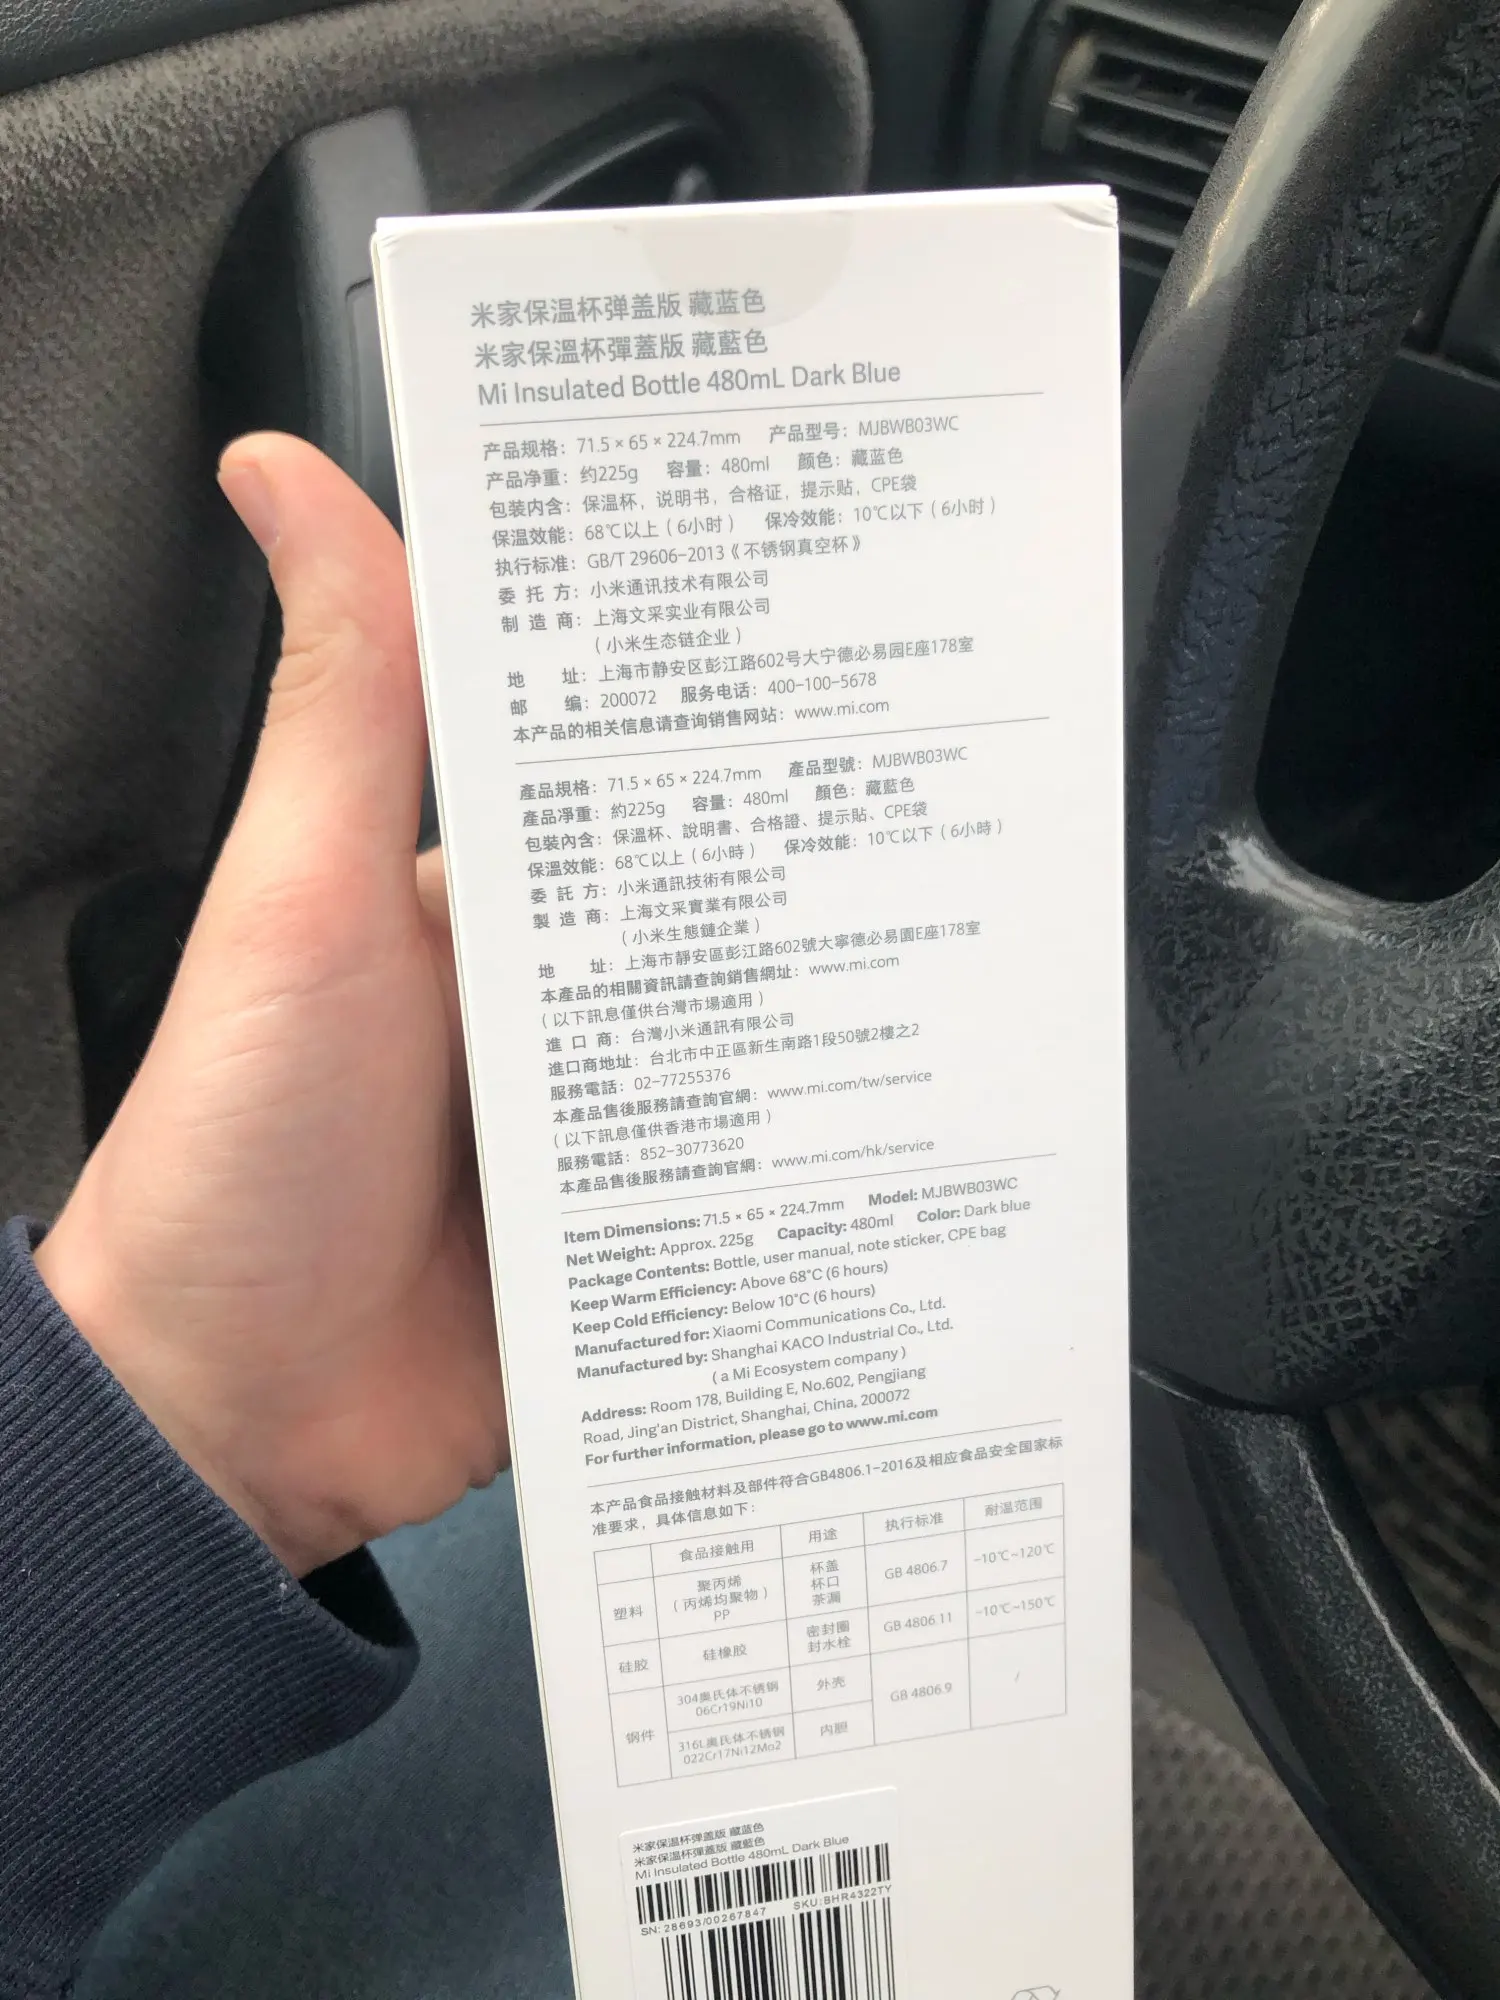 米家保温杯弹盖版 藏蓝色
米家保溫杯彈蓋版 藏藍色
Mi Insulated Bottle 480mL Dark Blue
产品规格：71.5 × 65 × 224.7mm 产品型号：MJBWB03WC
产品净重：约225g 容量：480ml 颜色：藏蓝色
包装内含：保温杯，说明书，合格证，提示贴，CPE袋
保温效能：68℃以上（6小时） 保冷效能：10℃以下（6小时）
执行标准：GB/T 29606-2013《不锈钢真空杯》
委 托 方：小米通讯技术有限公司
制 造 商：上海文采实业有限公司
（小米生态链企业）
地 址：上海市静安区彭江路602号大宁德必易园E座178室
邮 编：200072 服务电话：400-100-5678
本产品的相关信息请查询销售网站：www.mi.com
產品規格：71.5 × 65 × 224.7mm 產品型號：MJBWB03WC
產品淨重：約225g 容量：480ml 顏色：藏藍色
包裝內含：保溫杯、說明書、合格證、提示貼、CPE袋
保溫效能：68℃以上（6小時） 保冷效能：10℃以下（6小時）
委 託 方：小米通訊技術有限公司
製 造 商：上海文采實業有限公司
（小米生態鏈企業）
地 址：上海市靜安區彭江路602號大寧德必易園E座178室
本產品的相關資訊請查詢銷售網址：www.mi.com
（以下訊息僅供台灣市場適用）
進 口 商：台灣小米通訊有限公司
進口商地址：台北市中正區新生南路1段50號2樓之2
服務電話：02-77255376
本產品售後服務請查詢官網：www.mi.com/tw/service
（以下訊息僅供香港市場適用）
服務電話：852-30773620
本產品售後服務請查詢官網：www.mi.com/hk/service
Item Dimensions: 71.5 × 65 × 224.7mm Model: MJBWB03WC
Net Weight: Approx. 225g Capacity: 480ml Color: Dark blue
Package Contents: Bottle, user manual, note sticker, CPE bag
Keep Warm Efficiency: Above 68°C (6 hours)
Keep Cold Efficiency: Below 10°C (6 hours)
Manufactured for: Xiaomi Communications Co., Ltd.
Manufactured by: Shanghai KACO Industrial Co., Ltd.
( a Mi Ecosystem company )
Address: Room 178, Building E, No.602, Pengjiang
Road, Jing'an District, Shanghai, China, 200072
For further information, please go to www.mi.com
本产品食品接触材料及部件符合GB4806.1-2016及相应食品安全国家标
准要求，具体信息如下：
食品接触用 用途 执行标准 耐温范围
塑料 聚丙烯（丙烯均聚物）PP 杯盖 杯口 茶漏 GB 4806.7 -10℃~120℃
硅胶 硅橡胶 密封圈 封水栓 GB 4806.11 -10℃~150℃
钢件 304奥氏体不锈钢 06Cr19Ni10 外壳 GB 4806.9 /
316L奥氏体不锈钢 022Cr17Ni12Mo2 内胆
米家保温杯弹盖版 藏蓝色
米家保溫杯彈蓋版 藏藍色
Mi Insulated Bottle 480mL Dark Blue
SN: 28693/00267847 SKU:BHR4322TY